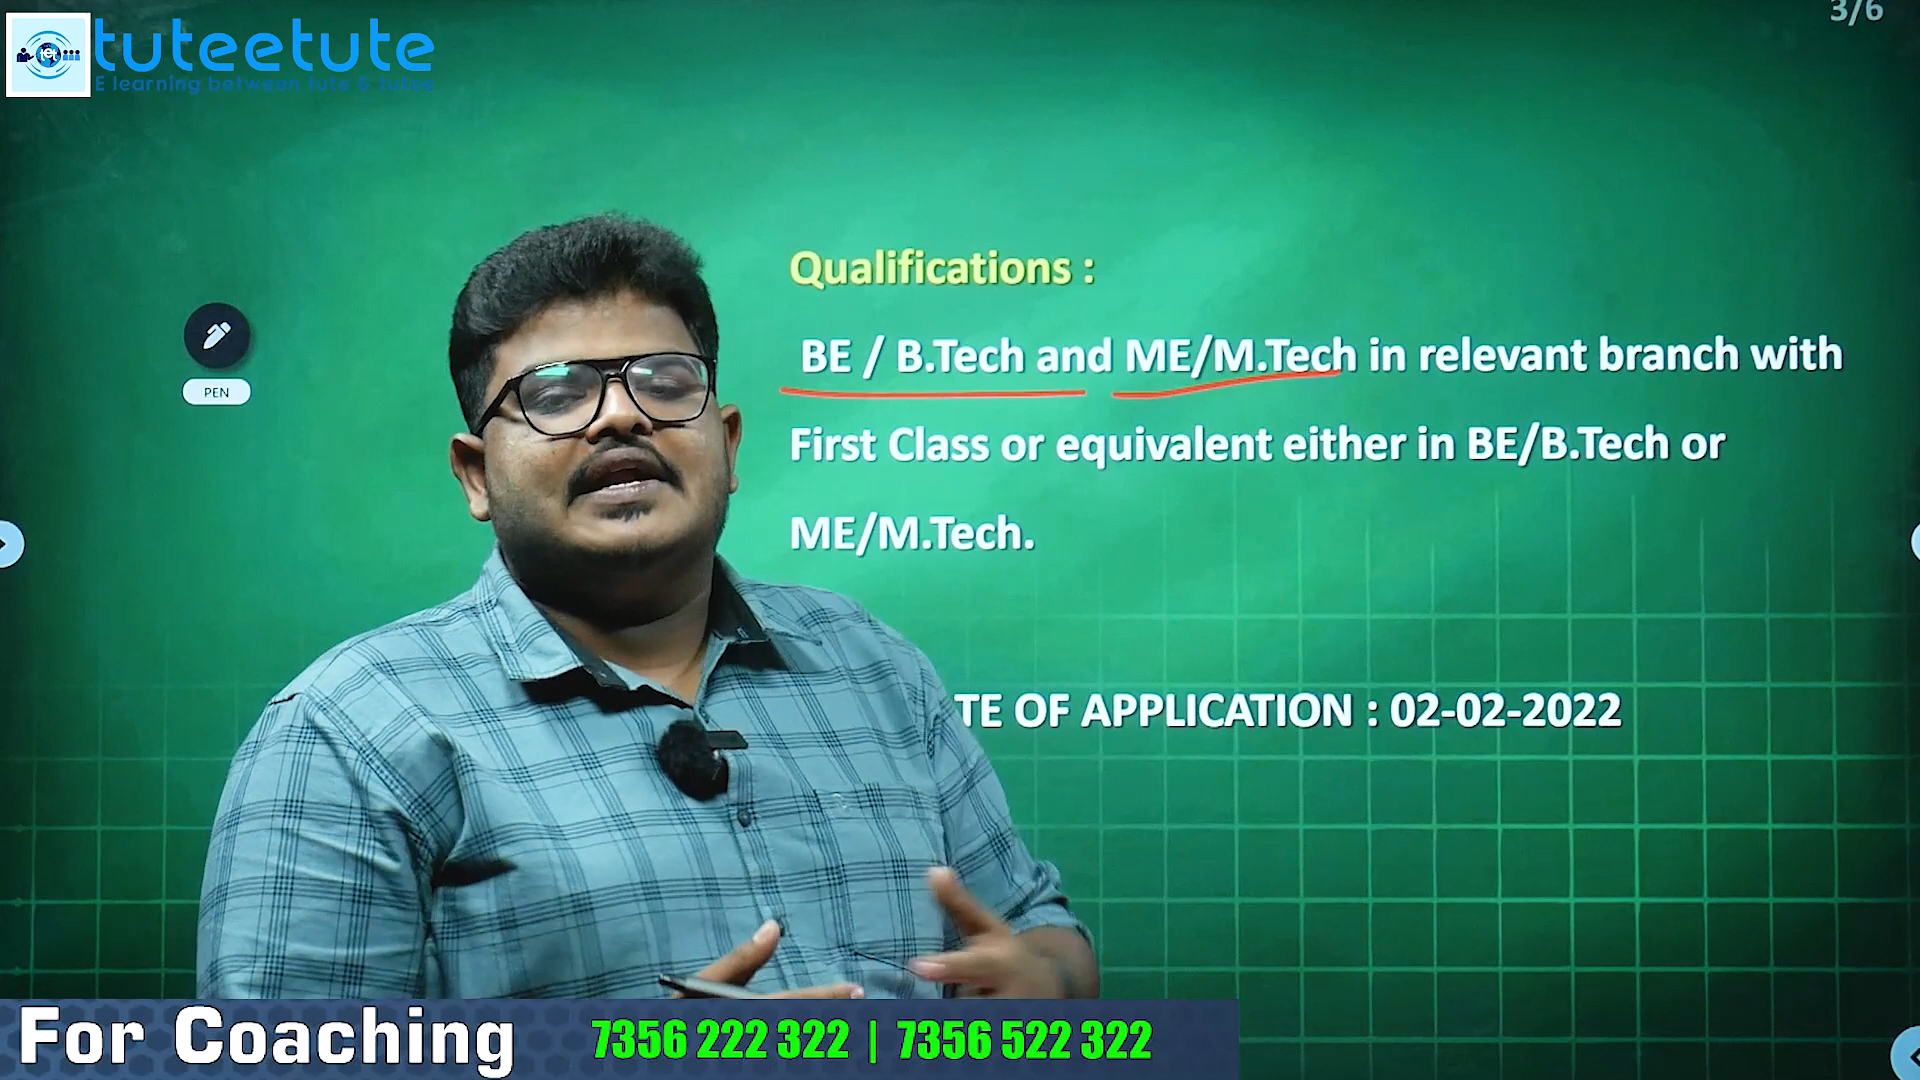 3/6
tuteetute
E learning between tute & tutee
tet
Qualifications :
BE / B.Tech and ME/M.Tech in relevant branch with
PEN
First Class or equivalent either in BE/B.Tech or
ME/M.Tech.
TE OF APPLICATION : 02-02-2022
For Coaching 7356 222 322 | 7356 522 322